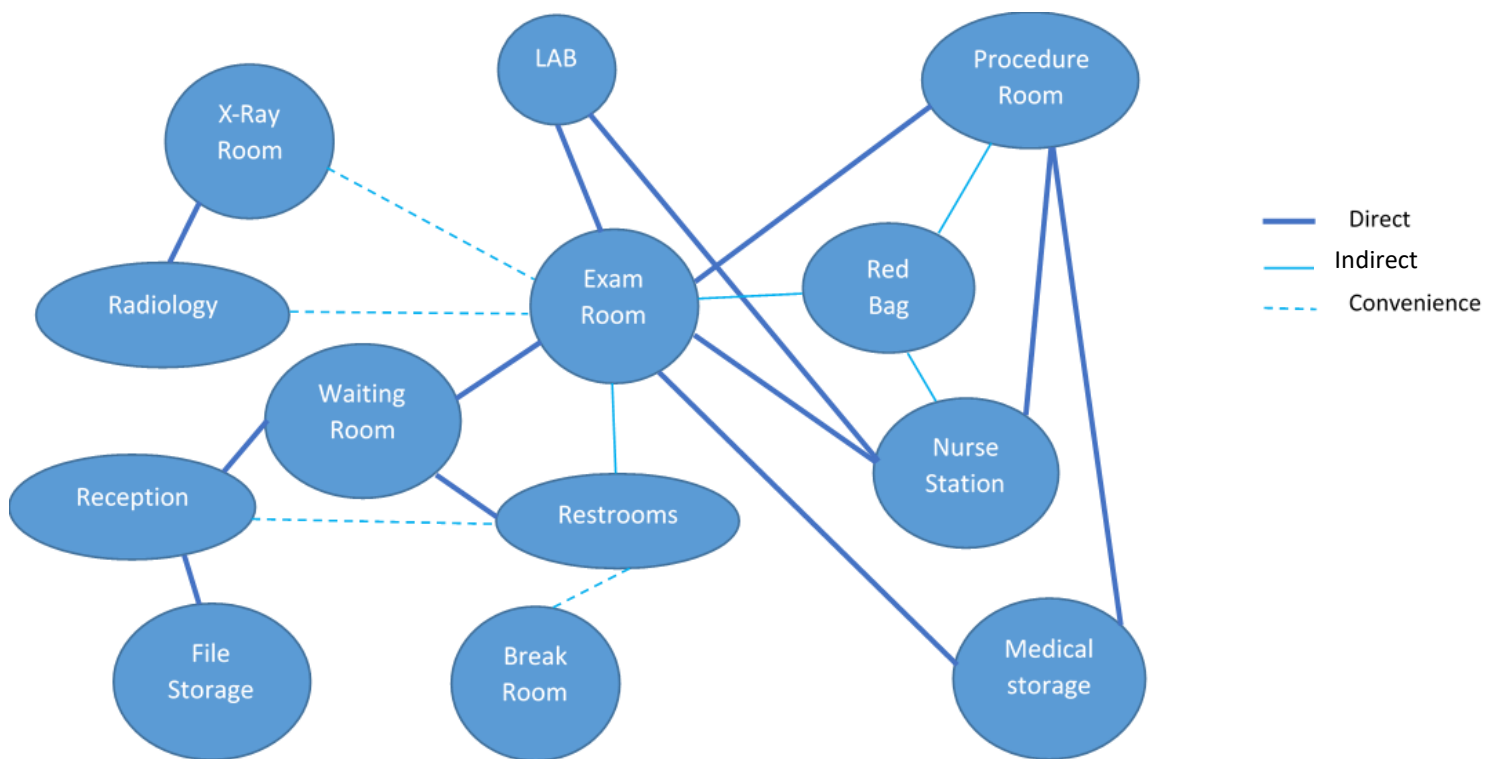 LAB
Procedure
Room
X-Ray
Room
Exam
Room
Red
Bag
Radiology
Waiting
Room
Nurse
Station
Reception
Restrooms
File
Storage
Break
Room
Medical
storage
Direct
Indirect
Convenience